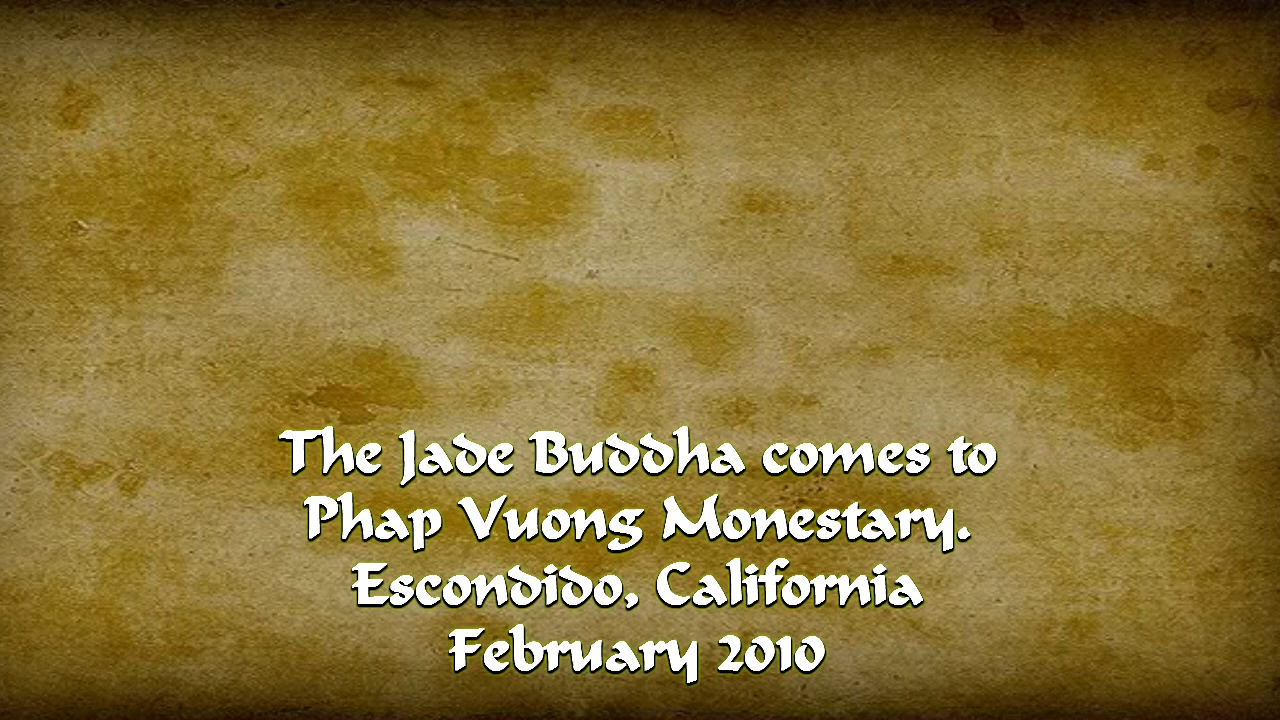 The Jade Buddha comes to
Phap Vuong Monestary.
Escondido, California
February 2010